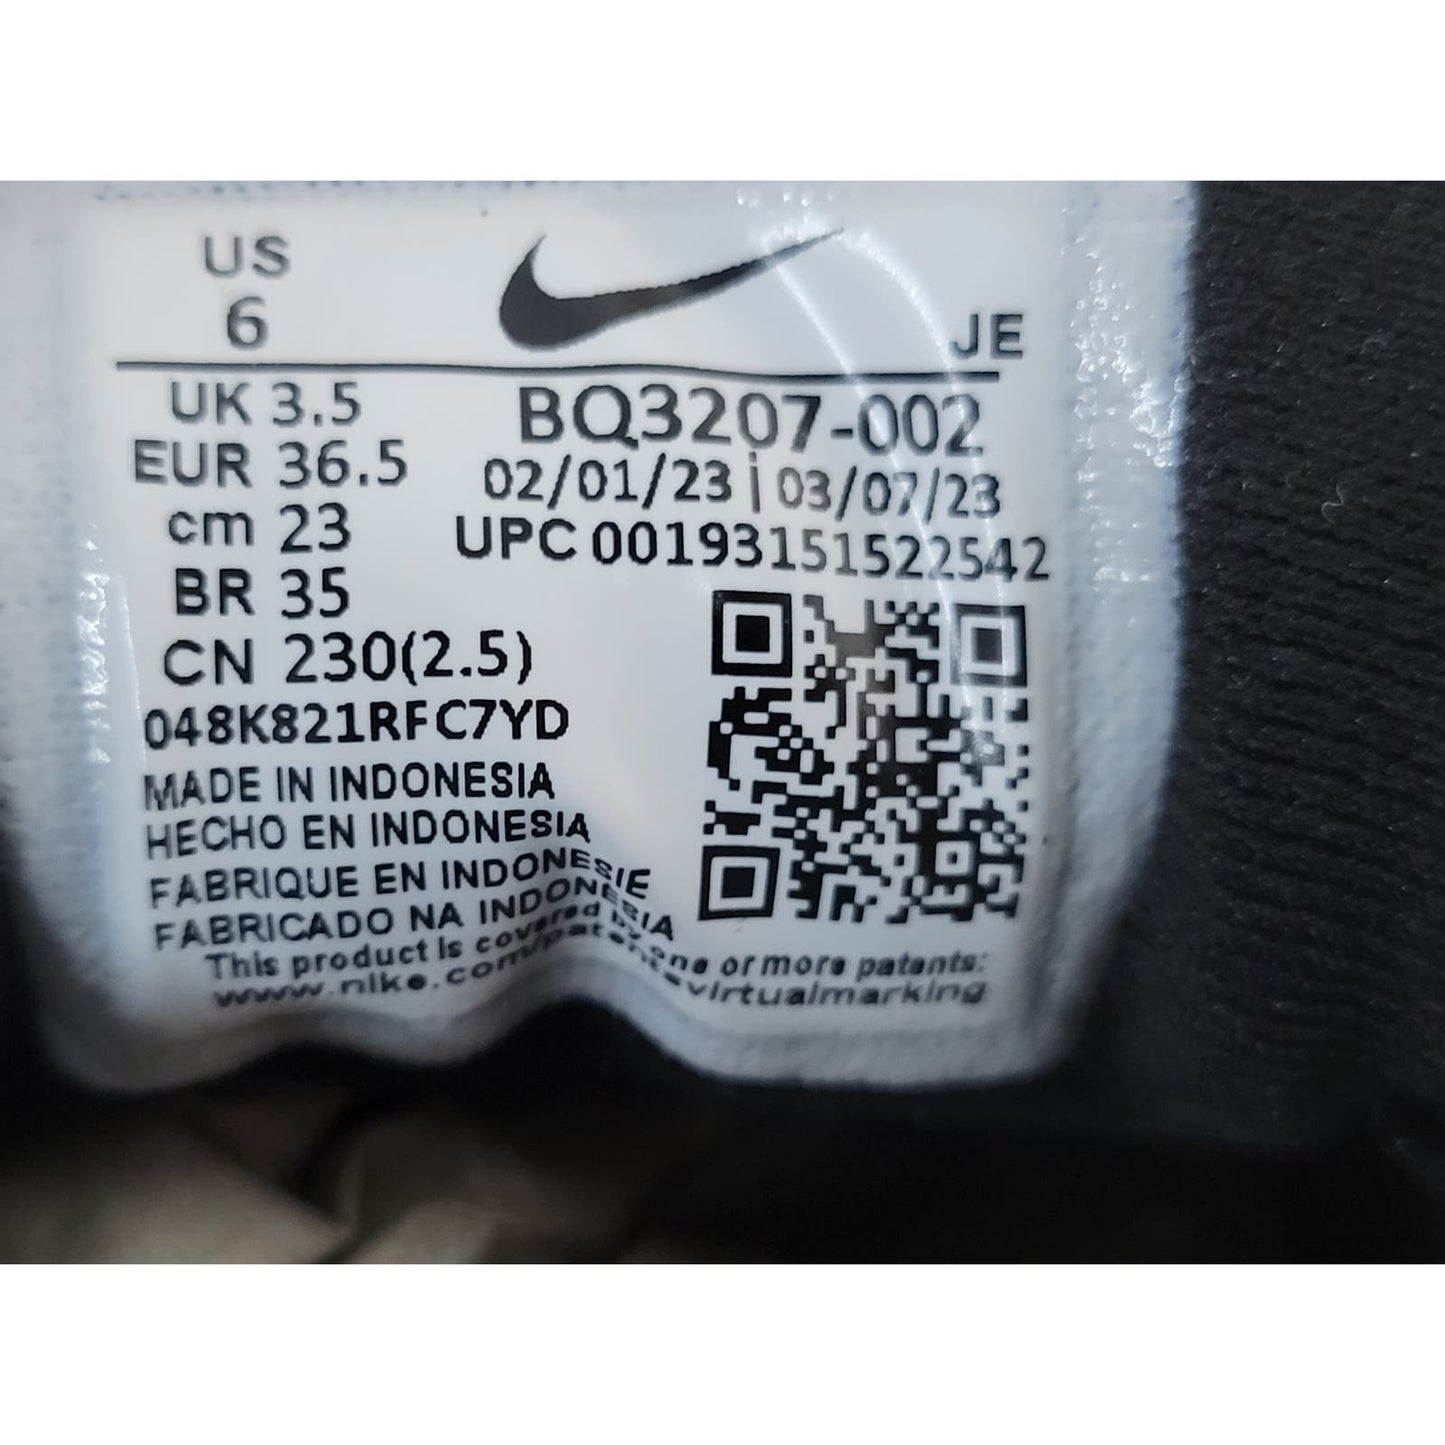 US
6
JE
UK 3.5
EUR 36.5
cm 23
BR 35
CN 230(2.5)
BQ3207-002
02/01/23 | 03/07/23
UPC 00193151522542
048K821RFC7YD
MADE IN INDONESIA
HECHO EN INDONESIA
FABRIQUE EN INDONESIE
FABRICADO NA INDONESIA
This product is covered by one or more patents:
www.nike.com/patentsvirtualmarking